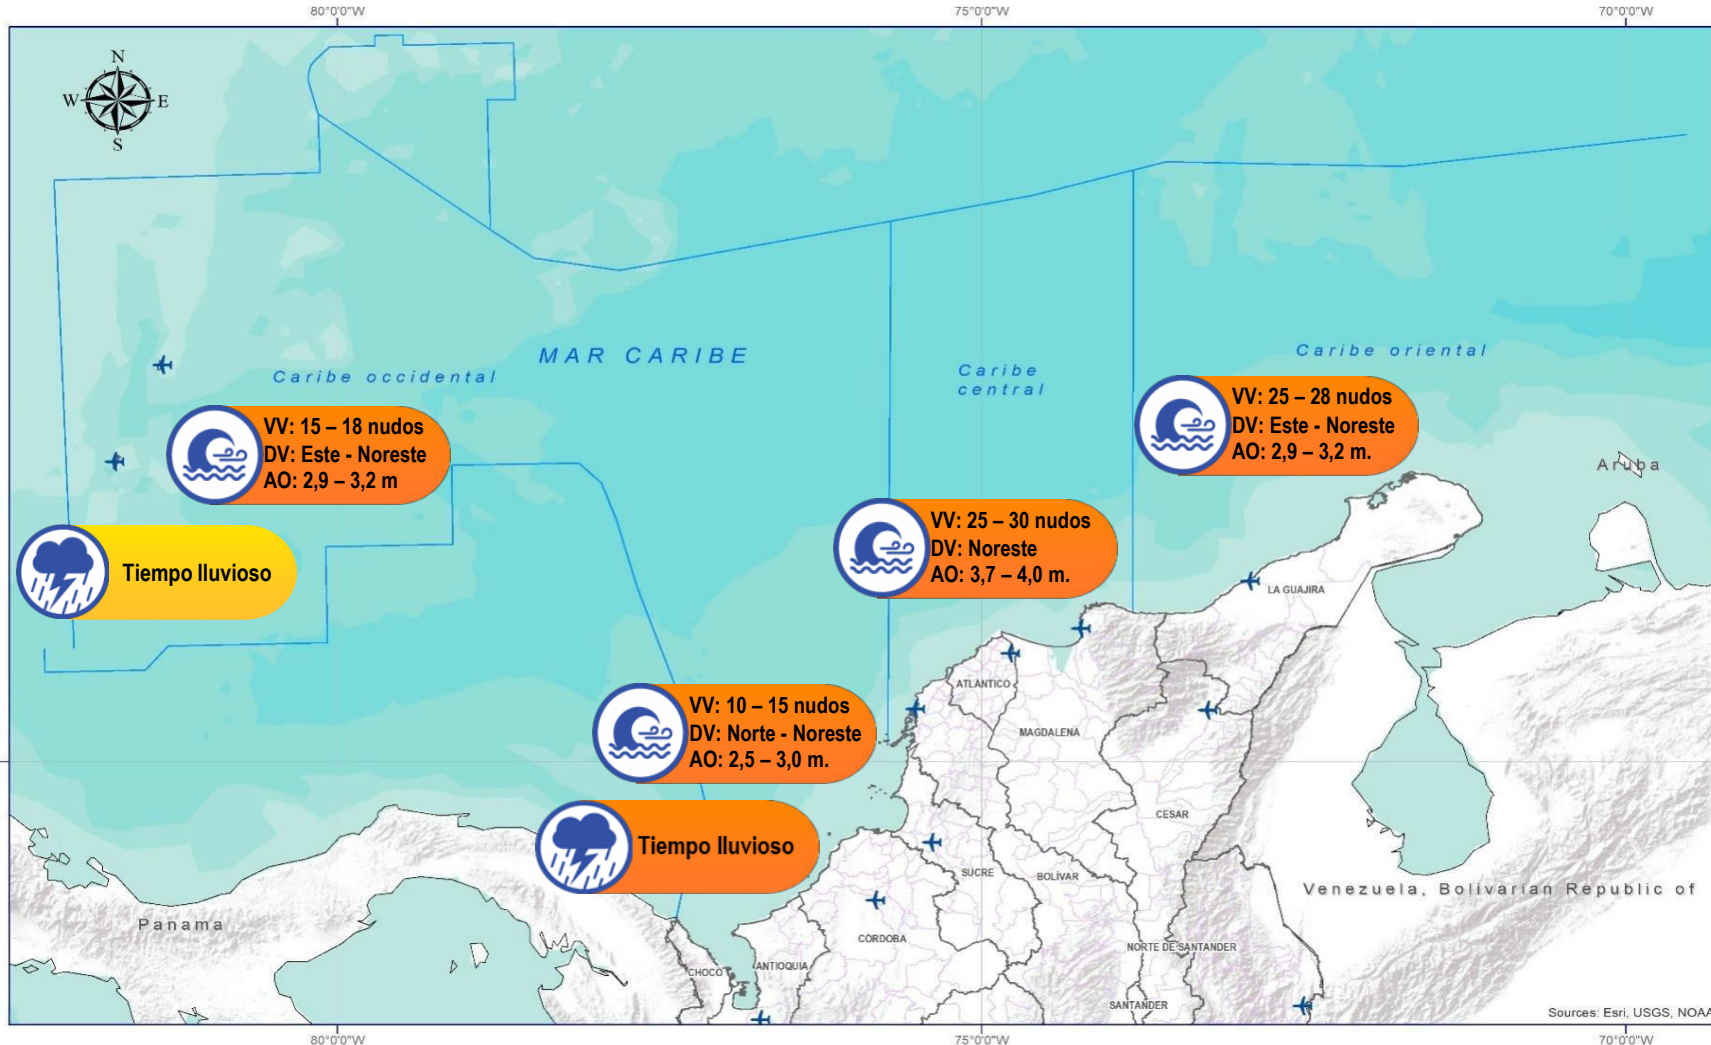 80°0'0"W
75°0'0"W
70°0'0"W
N
W
E
S
MAR CARIBE
Caribe occidental
Caribe
central
Caribe oriental
VV: 15 – 18 nudos
DV: Este - Noreste
AO: 2,9 – 3,2 m
VV: 25 – 28 nudos
DV: Este - Noreste
AO: 2,9 – 3,2 m.
Aruba
Tiempo lluvioso
VV: 25 – 30 nudos
DV: Noreste
AO: 3,7 – 4,0 m.
LA GUAJIRA
ATLÁNTICO
VV: 10 – 15 nudos
DV: Norte - Noreste
AO: 2,5 – 3,0 m.
MAGDALENA
CESAR
Tiempo lluvioso
SUCRE
BOLÍVAR
Venezuela, Bolivarian Republic of
Panama
CÓRDOBA
NORTE DE SANTANDER
CHOCO
ANTIOQUIA
SANTANDER
Sources: Esri, USGS, NOAA
80°0'0"W
75°0'0"W
70°0'0"W